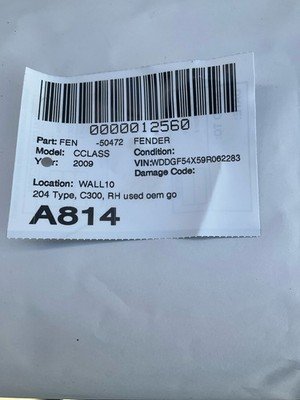 0000012560
Part: FEN -50472 FENDER
Model: CCLASS Condition:
Year: 2009 VIN:WDDGF54X59R062283
Damage Code:
Location: WALL10
204 Type, C300, RH used oem go
A814